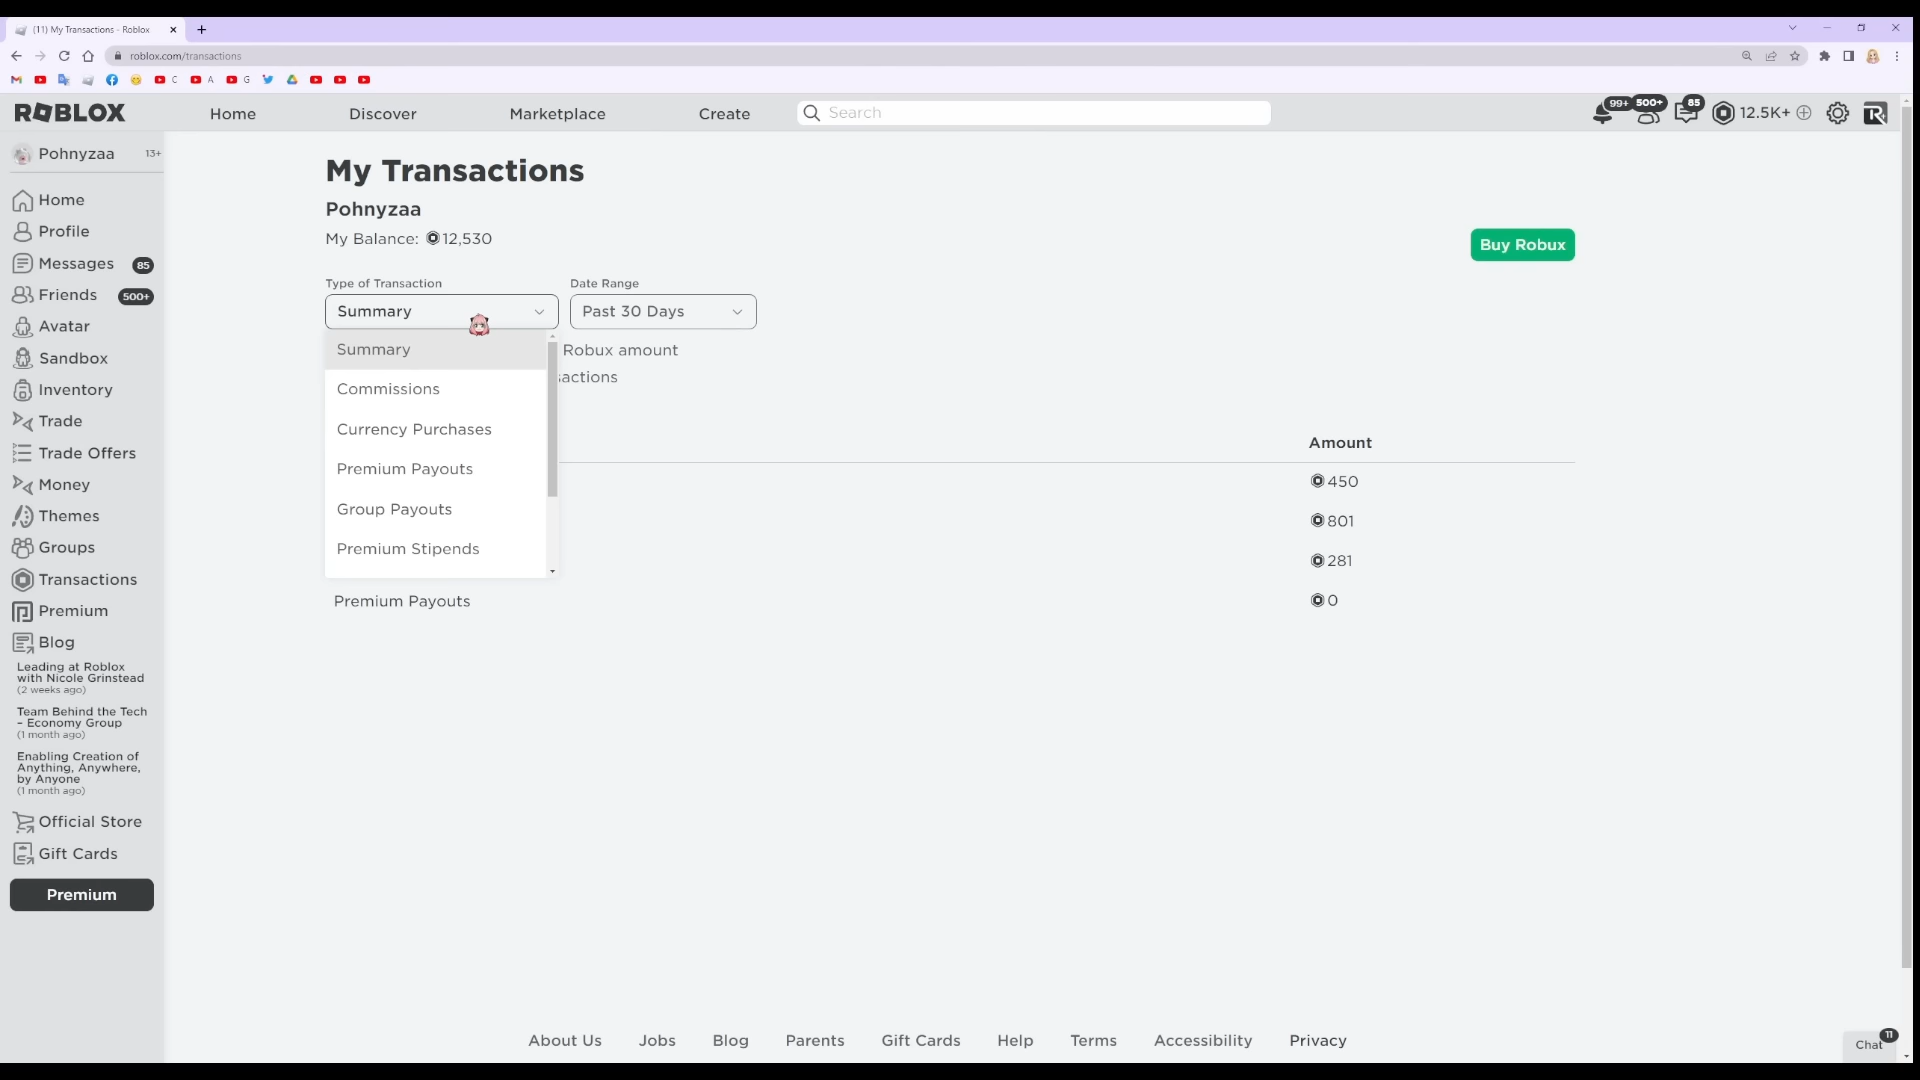 (11) My Transactions - Roblox
roblox.com/transactions
C
A
G
ROBLOX
Home
Discover
Marketplace
Create
Search
99+
500+
85
12.5K+
Pohnyzaa
13+
Home
Profile
Messages
85
Friends
500+
Avatar
Sandbox
Inventory
Trade
Trade Offers
Money
Themes
Groups
Transactions
Premium
Blog
Leading at Roblox
with Nicole Grinstead
(2 weeks ago)
Team Behind the Tech
– Economy Group
(1 month ago)
Enabling Creation of
Anything, Anywhere,
by Anyone
(1 month ago)
Official Store
Gift Cards
Premium
My Transactions
Pohnyzaa
My Balance: 12,530
Buy Robux
Type of Transaction
Date Range
Summary
Past 30 Days
Summary
Commissions
Currency Purchases
Premium Payouts
Group Payouts
Premium Stipends
Robux amount
sactions
Amount
450
801
281
Premium Payouts
0
About Us
Jobs
Blog
Parents
Gift Cards
Help
Terms
Accessibility
Privacy
Chat
11